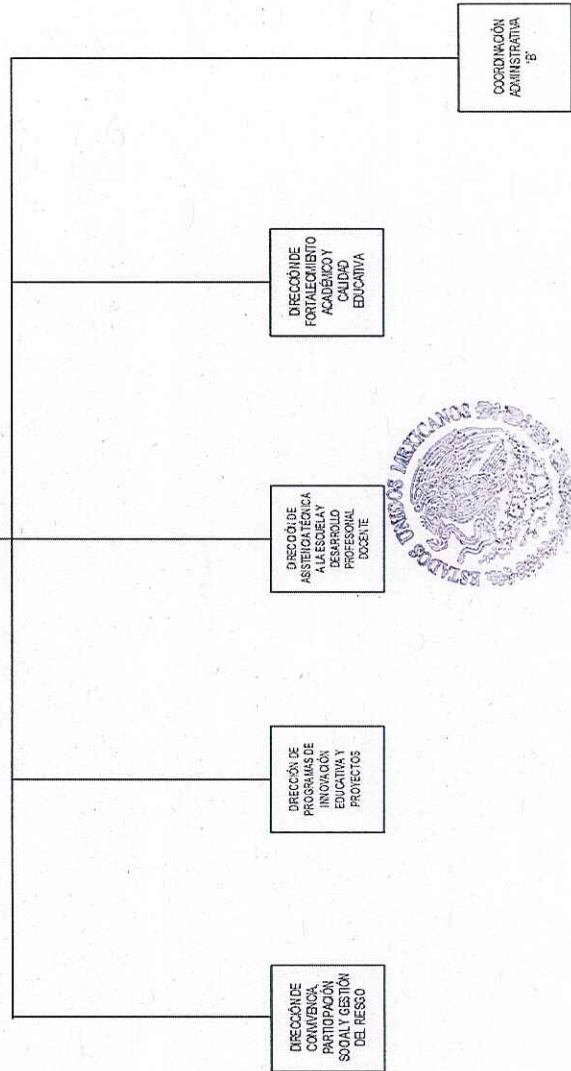 DIRECCIÓN DE
CONVIVENCIA,
PARTICIPACIÓN
SOCIAL Y GESTIÓN
DEL RIESGO
DIRECCIÓN DE
PROGRAMAS DE
INNOVACIÓN
EDUCATIVA Y
PROYECTOS
DIRECCIÓN DE
ASISTENCIA TÉCNICA
A LA ESCUELA Y
DESARROLLO
PROFESIONAL
DOCENTE
DIRECCIÓN DE
FORTALECIMIENTO
ACADÉMICO Y
CALIDAD
EDUCATIVA
COORDINACIÓN
ADMINISTRATIVA
"B"
ESTADOS UNIDOS MEXICANOS